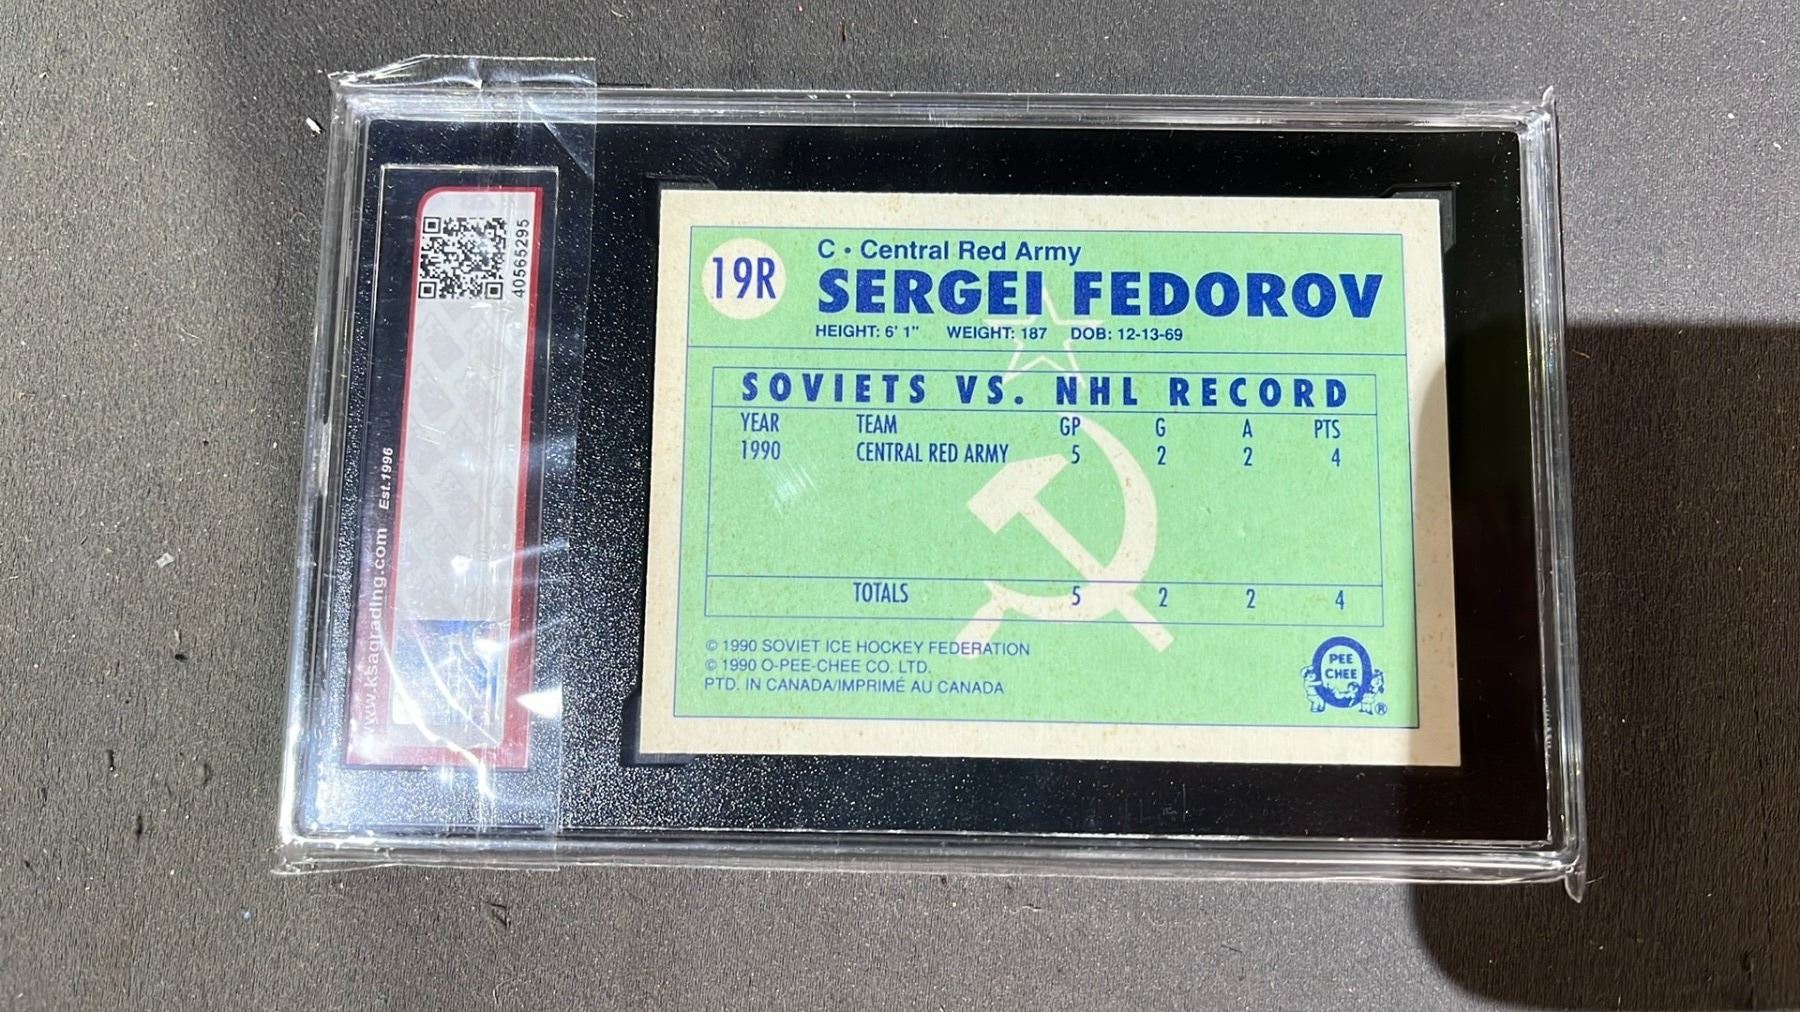 40565295
www.ksagrading.com Est.1996
19R
C • Central Red Army
SERGEI FEDOROV
HEIGHT: 6' 1" WEIGHT: 187 DOB: 12-13-69
SOVIETS VS. NHL RECORD
YEAR TEAM GP G A PTS
1990 CENTRAL RED ARMY 5 2 2 4
TOTALS 5 2 2 4
© 1990 SOVIET ICE HOCKEY FEDERATION
© 1990 O-PEE-CHEE CO. LTD.
PTD. IN CANADA/IMPRIMÉ AU CANADA
O
PEE
CHEE
®